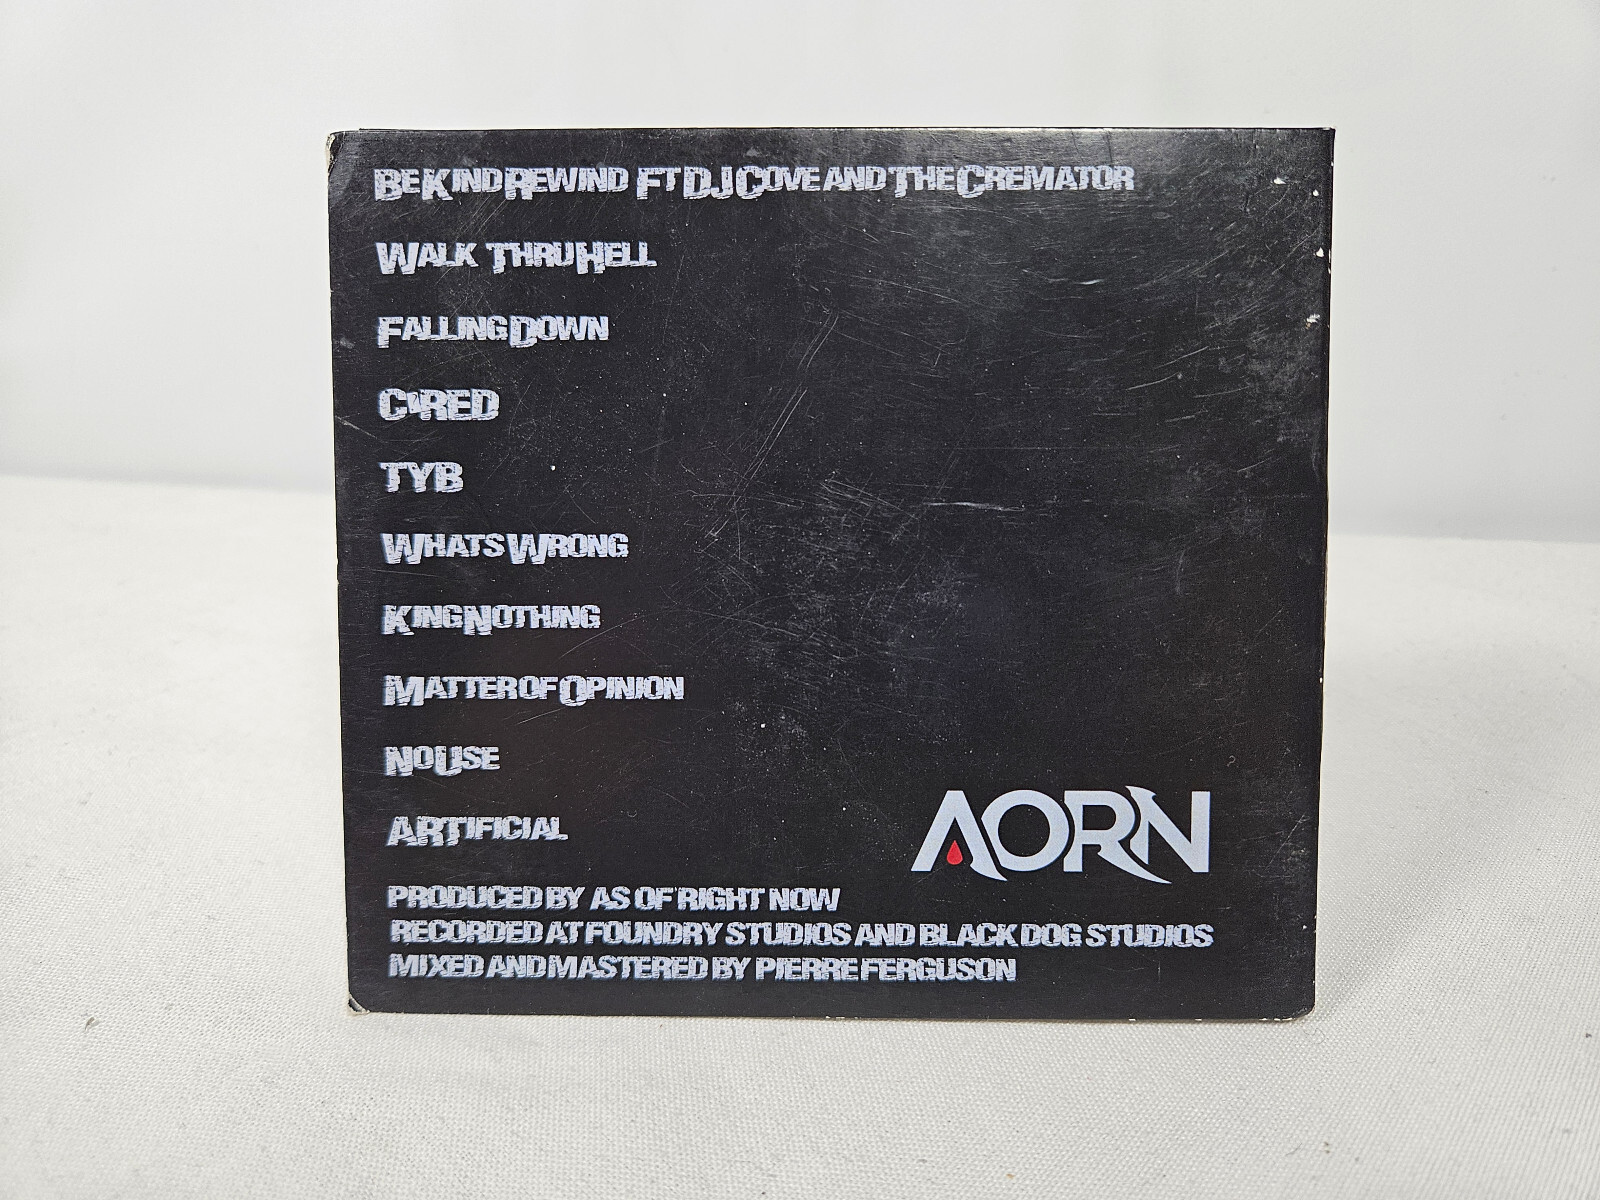 Be Kind Rewind Ft DJ Cove and The Cremator
Walk Thru Hell
Falling Down
TYB
Whats Wrong
King Nothing
Matter of Opinion
No Use
Artificial
AORN
PRODUCED BY AS OF RIGHT NOW
RECORDED AT FOUNDRY STUDIOS AND BLACK DOG STUDIOS
MIXED AND MASTERED BY PIERRE FERGUSON